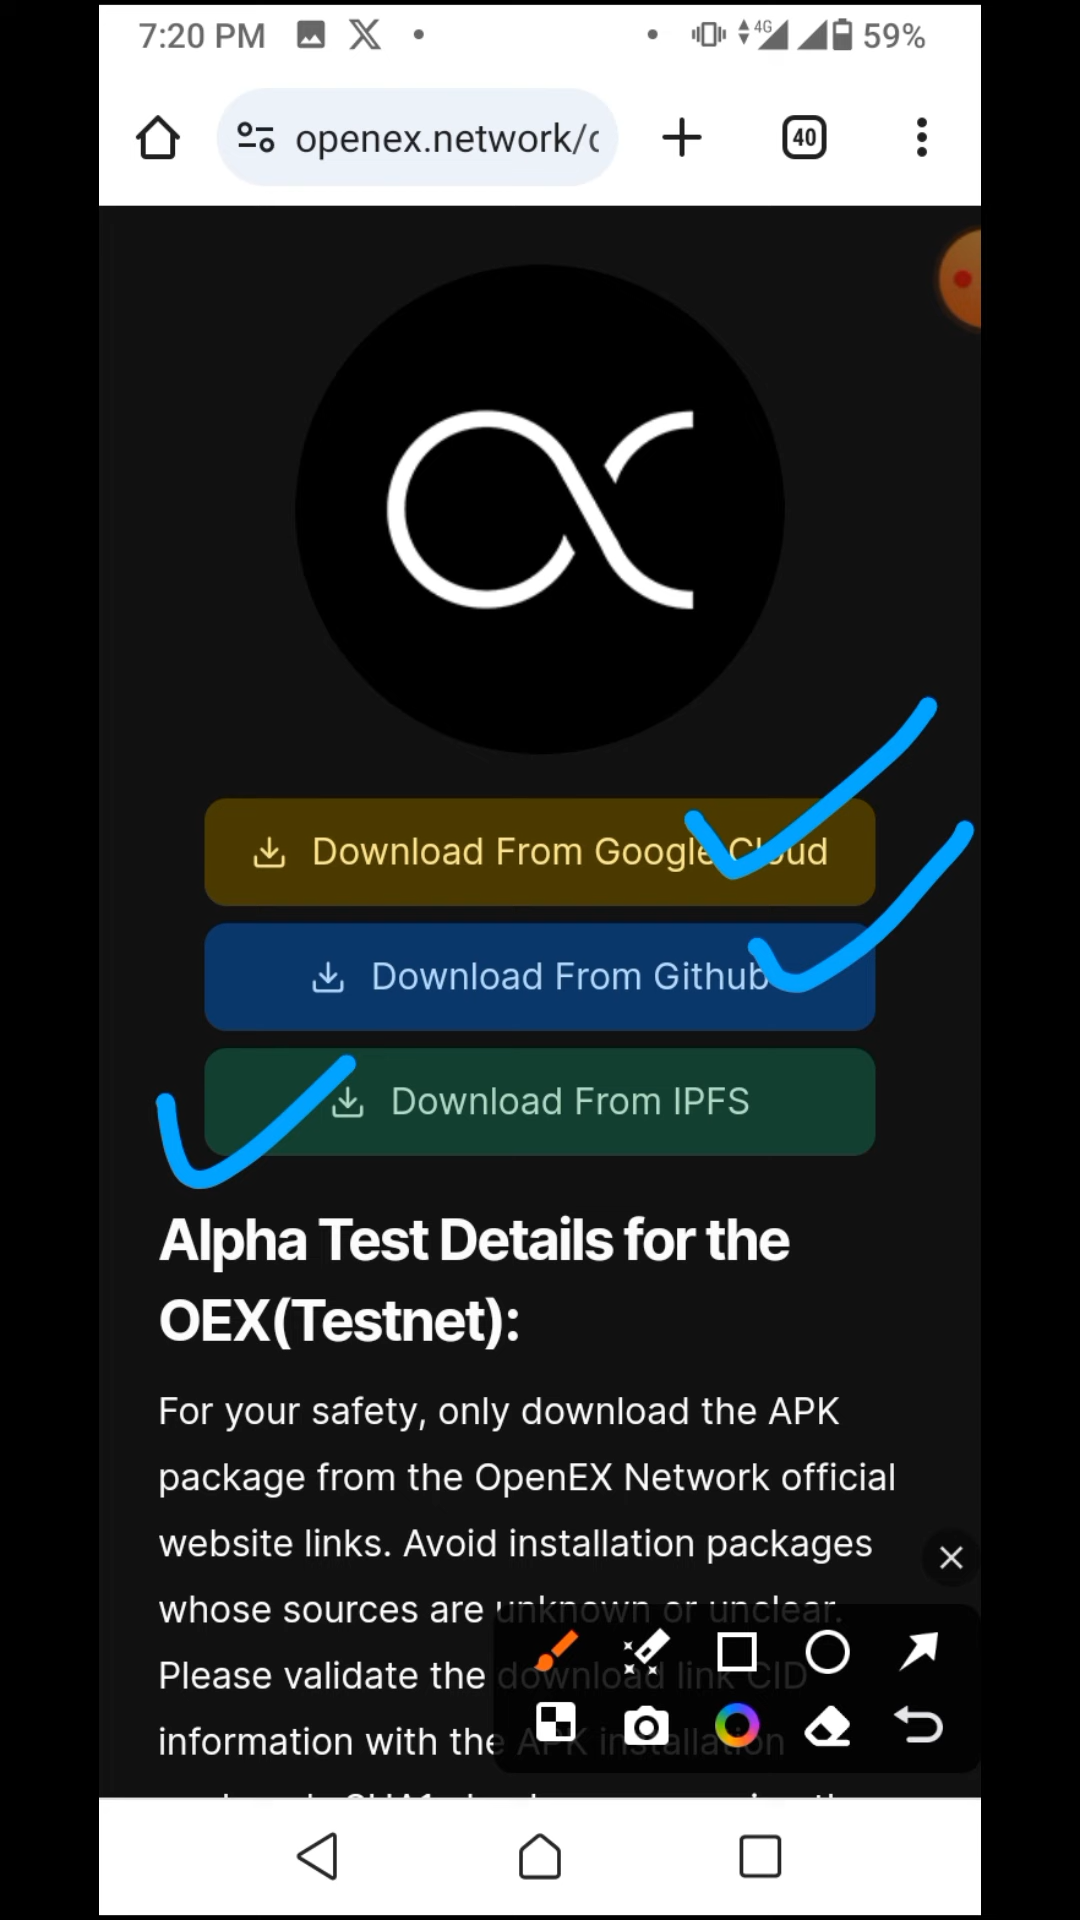 7:20 PM
4G
59%
openex.network/
40
Download From Google Cloud
Download From Github
Download From IPFS
Alpha Test Details for the
OEX(Testnet):
For your safety, only download the APK
package from the OpenEX Network official
website links. Avoid installation packages
whose sources are unknown or unclear.
Please validate the download link CID
information with the APK installation